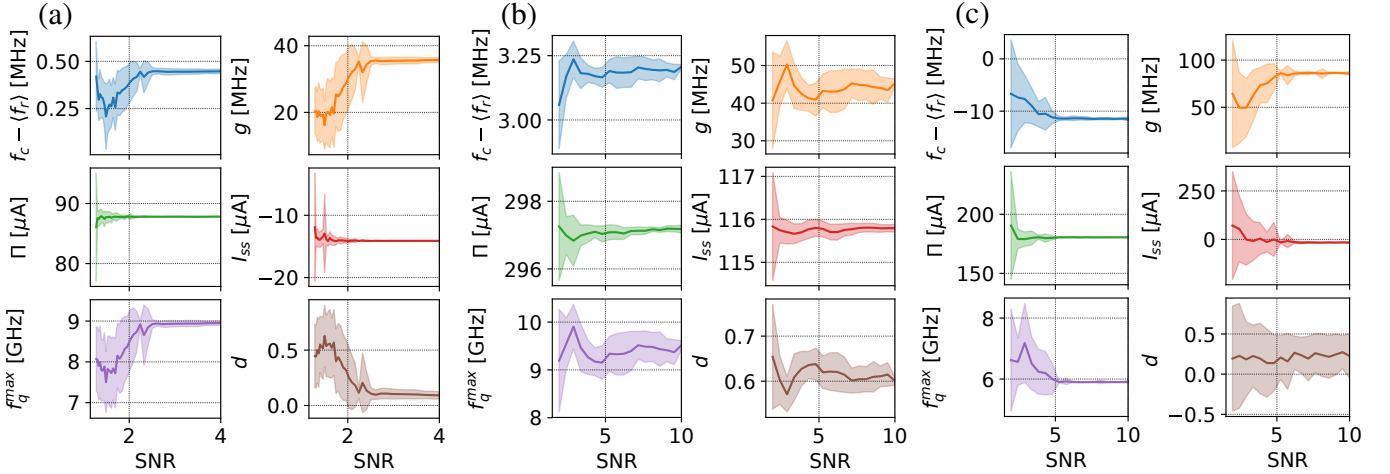 (a)
f_c − ⟨f_r⟩ [MHz]
0.50
0.25
g [MHz]
40
20
Π [μA]
90
80
I_ss [μA]
−10
−20
f_q^max [GHz]
9
8
7
2
4
SNR
d
0.5
0.0
2
4
SNR
(b)
f_c − ⟨f_r⟩ [MHz]
3.25
3.00
g [MHz]
50
40
30
Π [μA]
298
296
I_ss [μA]
117
116
115
f_q^max [GHz]
10
9
8
5
10
SNR
d
0.7
0.6
5
10
SNR
(c)
f_c − ⟨f_r⟩ [MHz]
0
−10
g [MHz]
100
50
Π [μA]
200
150
I_ss [μA]
250
0
f_q^max [GHz]
8
6
5
10
SNR
d
0.5
0.0
−0.5
5
10
SNR